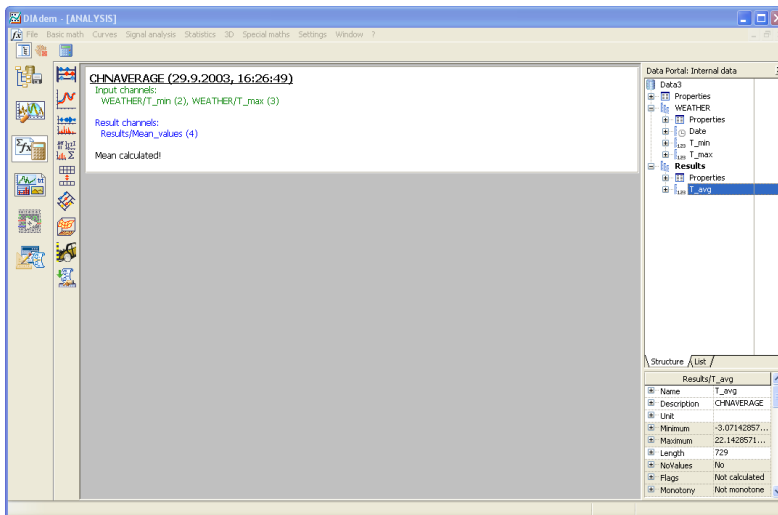 DIAdem - [ANALYSIS]
File Basic math Curves Signal analysis Statistics 3D Special maths Settings Window ?
CHNAVERAGE (29.9.2003, 16:26:49)
Input channels:
WEATHER/T_min (2), WEATHER/T_max (3)
Result channels:
Results/Mean_values (4)
Mean calculated!
Data Portal: Internal data
Data3
Properties
WEATHER
Properties
Date
T_min
T_max
Results
Properties
T_avg
Structure List
Results/T_avg
Name T_avg
Description CHNAVERAGE
Unit
Minimum -3.07142857...
Maximum 22.1428571...
Length 729
NoValues No
Flags Not calculated
Monotony Not monotone